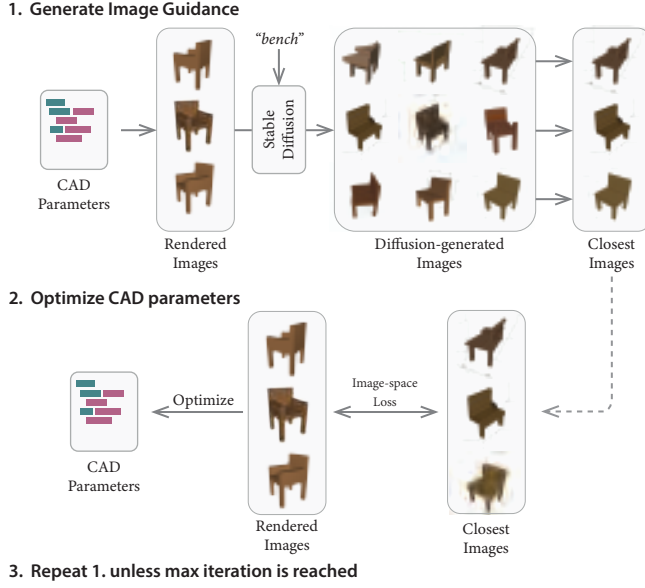 1. Generate Image Guidance
"bench"
Stable
Diffusion
CAD
Parameters
Rendered
Images
Diffusion-generated
Images
Closest
Images
2. Optimize CAD parameters
Optimize
Image-space
Loss
CAD
Parameters
Rendered
Images
Closest
Images
3. Repeat 1. unless max iteration is reached